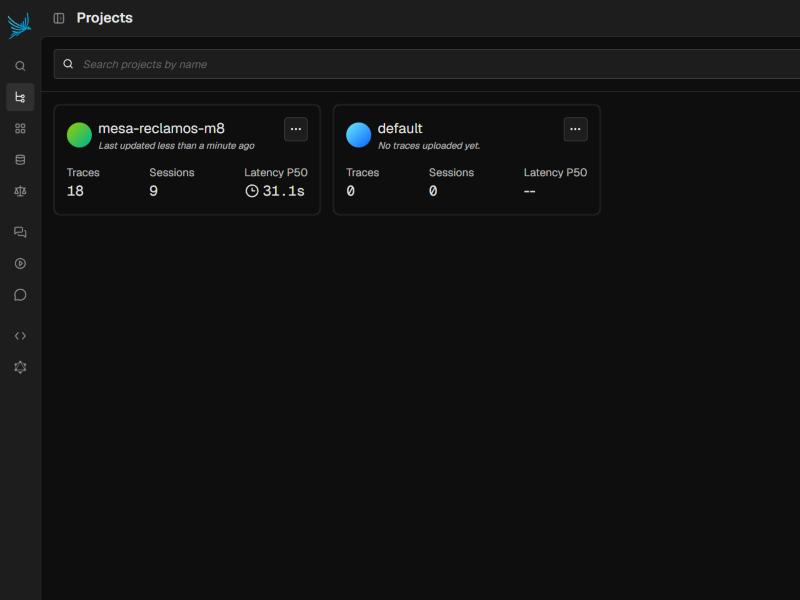 Projects
Search projects by name
mesa-reclamos-m8
Last updated less than a minute ago
Traces Sessions Latency P50
18 9 31.1s
default
No traces uploaded yet.
Traces Sessions Latency P50
0 0 --